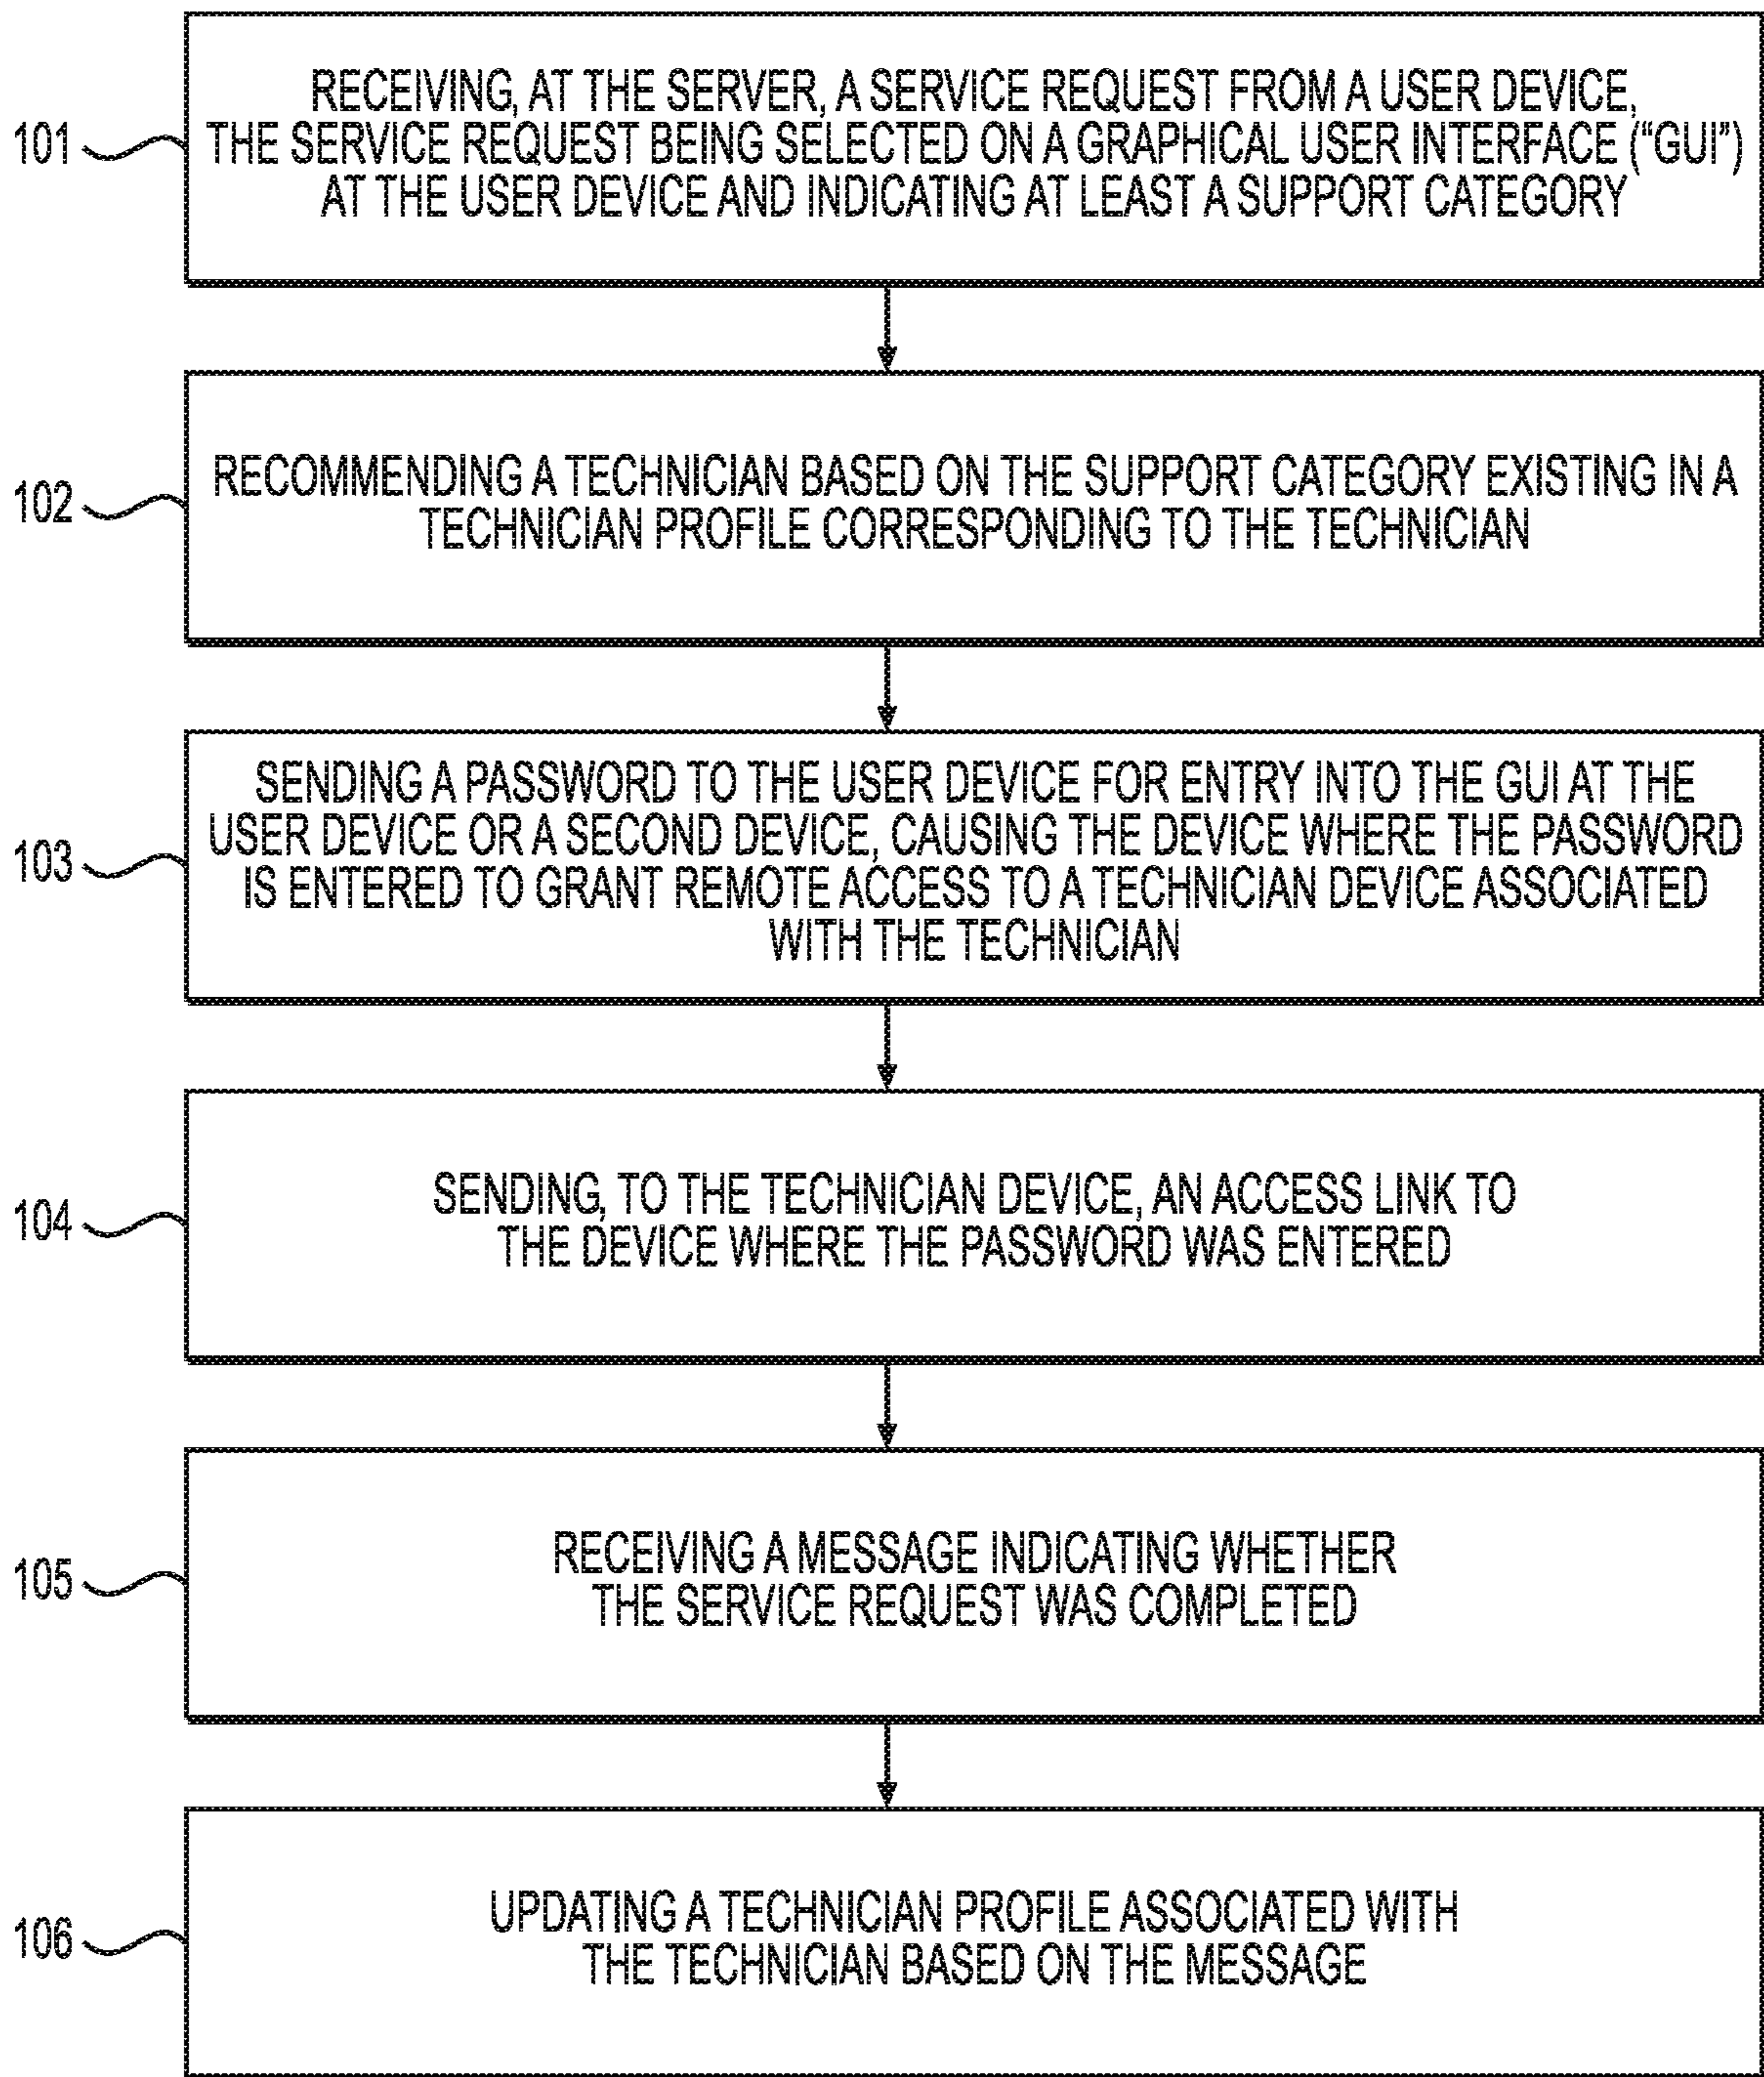 101
RECEIVING, AT THE SERVER, A SERVICE REQUEST FROM A USER DEVICE,
THE SERVICE REQUEST BEING SELECTED ON A GRAPHICAL USER INTERFACE (“GUI”)
AT THE USER DEVICE AND INDICATING AT LEAST A SUPPORT CATEGORY
102
RECOMMENDING A TECHNICIAN BASED ON THE SUPPORT CATEGORY EXISTING IN A
TECHNICIAN PROFILE CORRESPONDING TO THE TECHNICIAN
103
SENDING A PASSWORD TO THE USER DEVICE FOR ENTRY INTO THE GUI AT THE
USER DEVICE OR A SECOND DEVICE, CAUSING THE DEVICE WHERE THE PASSWORD
IS ENTERED TO GRANT REMOTE ACCESS TO A TECHNICIAN DEVICE ASSOCIATED
WITH THE TECHNICIAN
104
SENDING, TO THE TECHNICIAN DEVICE, AN ACCESS LINK TO
THE DEVICE WHERE THE PASSWORD WAS ENTERED
105
RECEIVING A MESSAGE INDICATING WHETHER
THE SERVICE REQUEST WAS COMPLETED
106
UPDATING A TECHNICIAN PROFILE ASSOCIATED WITH
THE TECHNICIAN BASED ON THE MESSAGE